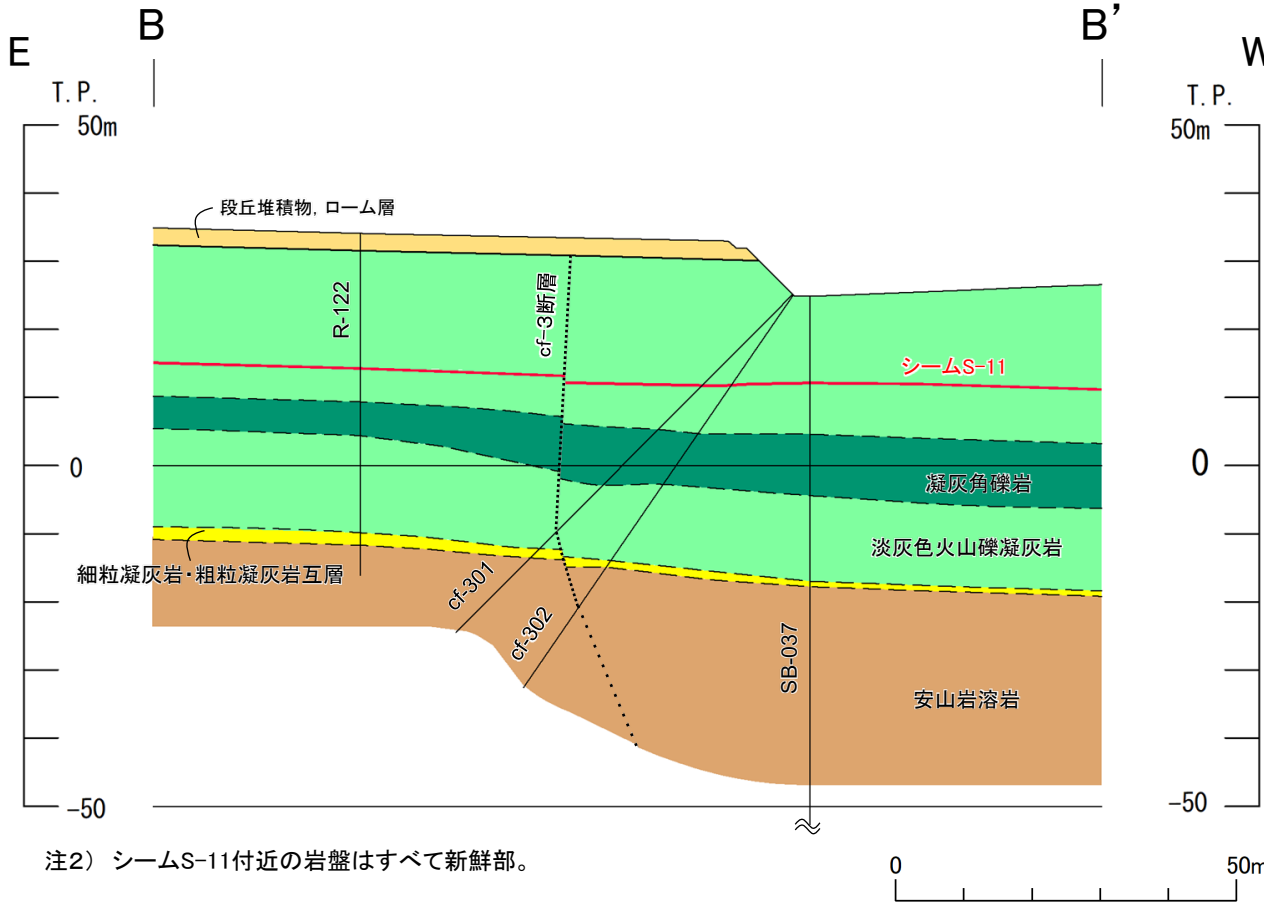 E
B
B’
W
T.P.
T.P.
50m
50m
段丘堆積物, ローム層
R-122
cf-3断層
シームS-11
0
0
凝灰角礫岩
淡灰色火山礫凝灰岩
細粒凝灰岩・粗粒凝灰岩互層
cf-301
cf-302
SB-037
安山岩溶岩
-50
-50
注2） シームS-11付近の岩盤はすべて新鮮部。
0
50m